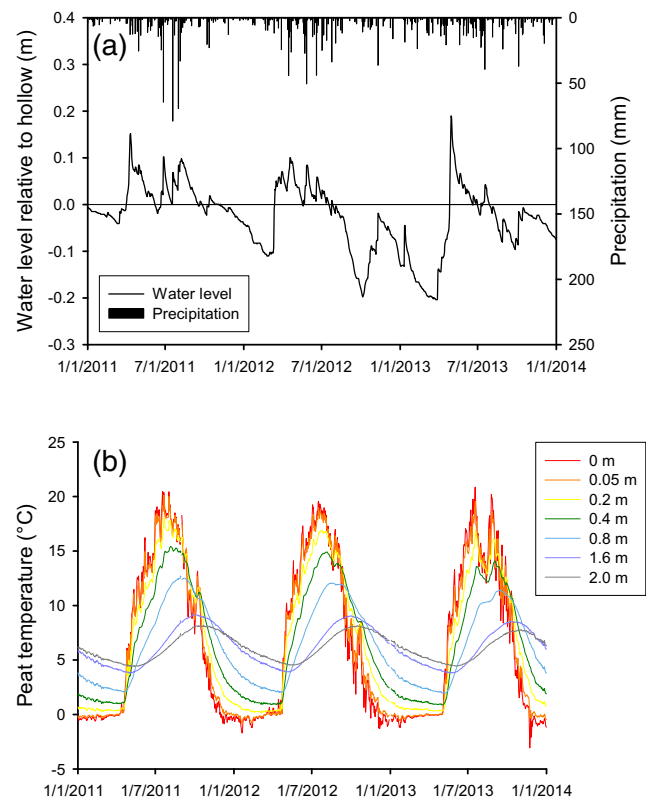 (a)
Water level relative to hollow (m)
0.4
0.3
0.2
0.1
0.0
-0.1
-0.2
-0.3
Precipitation (mm)
0
50
100
150
200
250
Water level
Precipitation
1/1/2011
7/1/2011
1/1/2012
7/1/2012
1/1/2013
7/1/2013
1/1/2014
(b)
Peat temperature (°C)
25
20
15
10
5
0
-5
0 m
0.05 m
0.2 m
0.4 m
0.8 m
1.6 m
2.0 m
1/1/2011
1/7/2011
1/1/2012
1/7/2012
1/1/2013
1/7/2013
1/1/2014